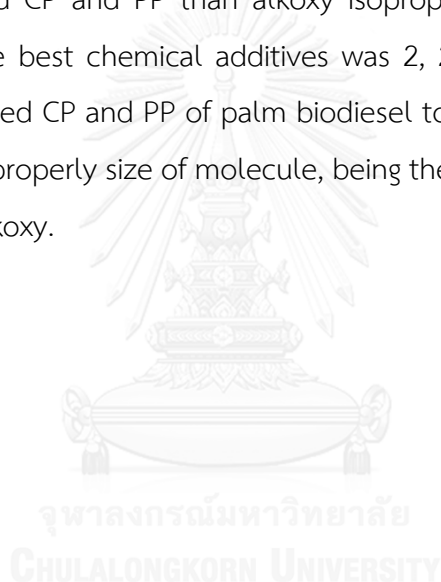 d CP and PP than alkoxy isoprop
e best chemical additives was 2, 2
ed CP and PP of palm biodiesel to
properly size of molecule, being the
koxy.
จุฬาลงกรณ์มหาวิทยาลัย
CHULALONGKORN UNIVERSITY